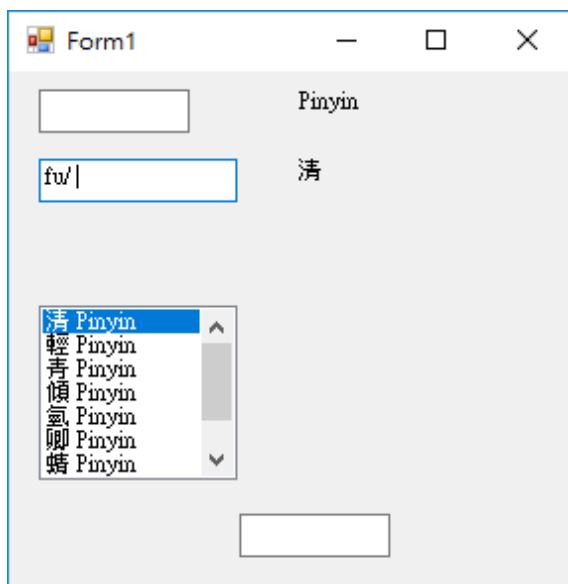 Form1
Pinyin
fu/
清
清 Pinyin
輕 Pinyin
青 Pinyin
傾 Pinyin
氫 Pinyin
卿 Pinyin
蜻 Pinyin